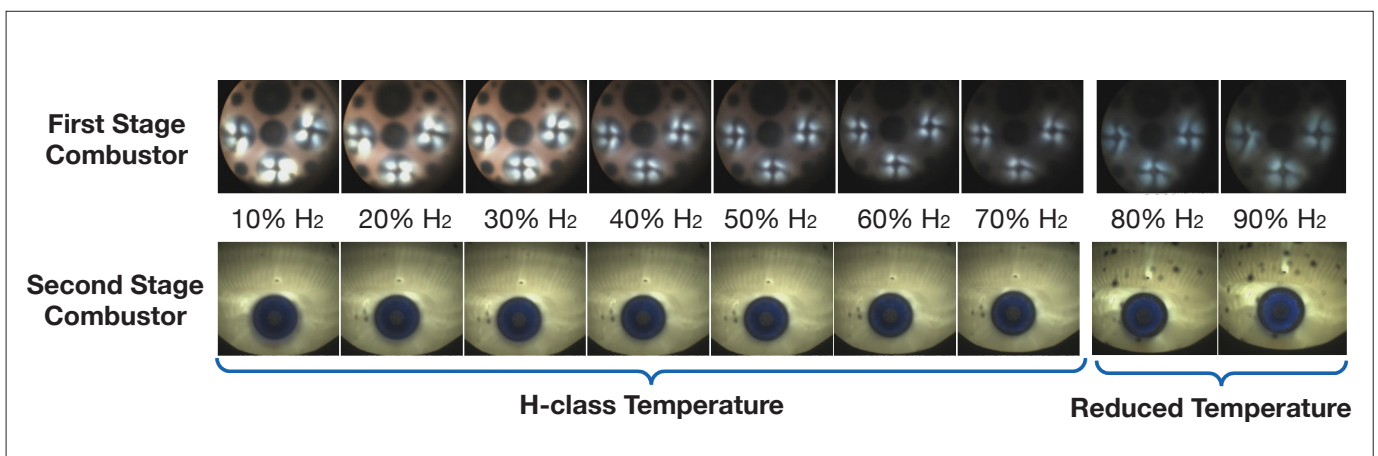 First Stage
Combustor
10% H2 20% H2 30% H2 40% H2 50% H2 60% H2 70% H2 80% H2 90% H2
Second Stage
Combustor
H-class Temperature
Reduced Temperature